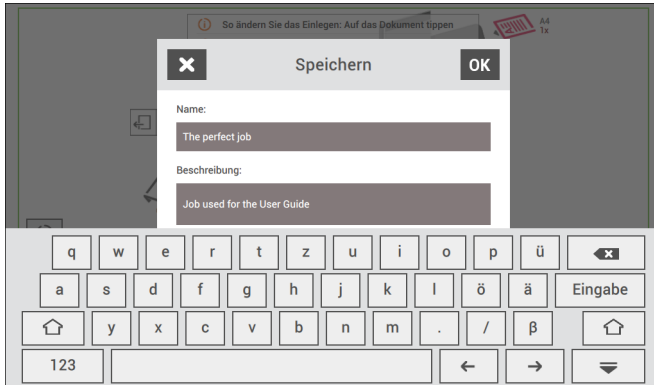 So ändern Sie das Einlegen: Auf das Dokument tippen
A4
1x
Speichern
OK
Name:
The perfect job
Beschreibung:
Job used for the User Guide
q w e r t z u i o p ü
a s d f g h j k l ö ä Eingabe
y x c v b n m . / β
123